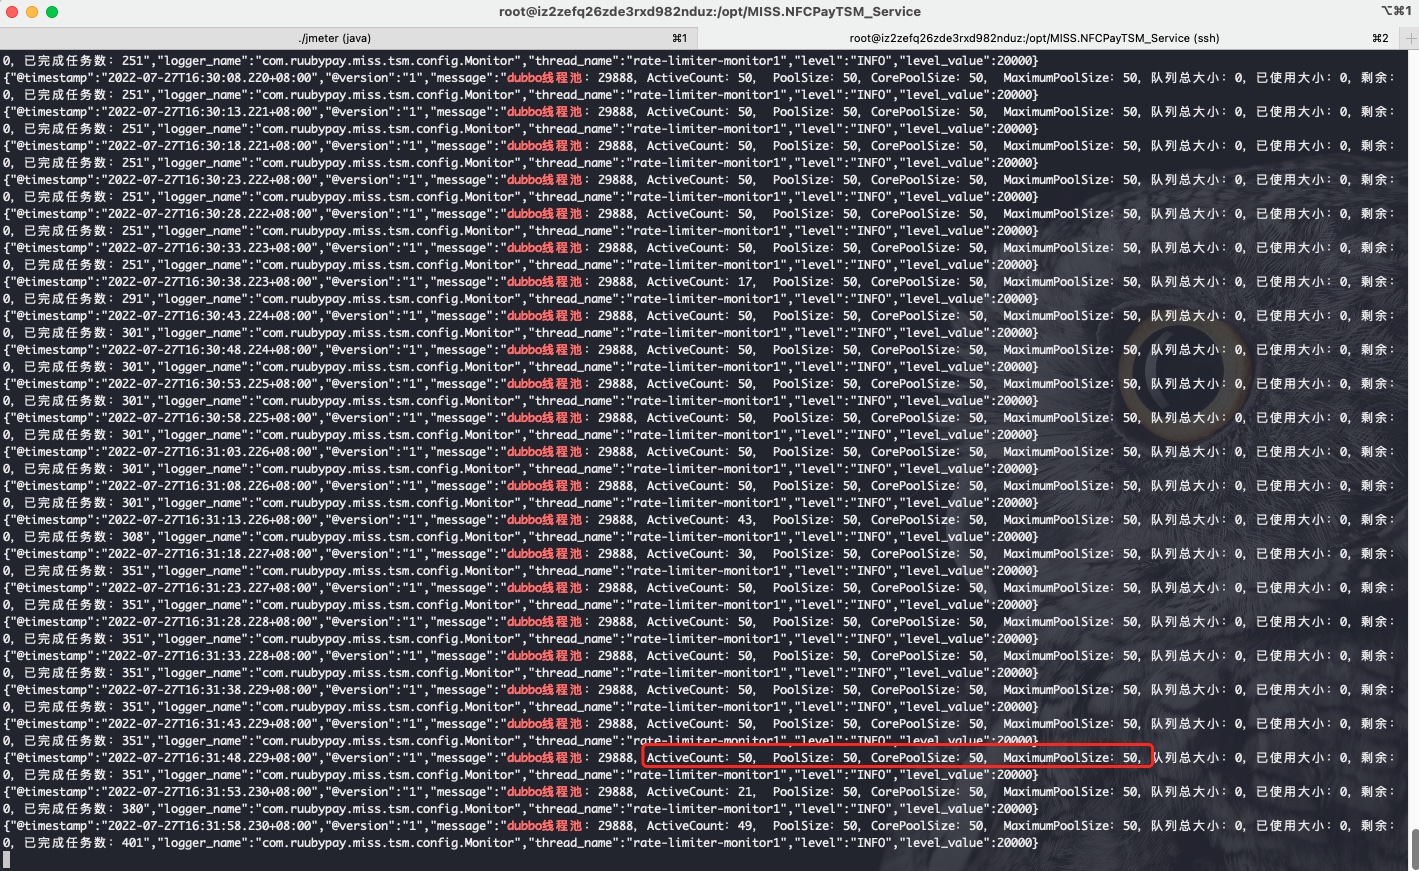 root@iz2zefq26zde3rxd982nduz:/opt/MISS.NFCPayTSM_Service
⌥⌘1
./jmeter (java)
⌘1
root@iz2zefq26zde3rxd982nduz:/opt/MISS.NFCPayTSM_Service (ssh)
⌘2
0, 已完成任务数: 251","logger_name":"com.ruubypay.miss.tsm.config.Monitor","thread_name":"rate-limiter-monitor1","level":"INFO","level_value":20000}
{"@timestamp":"2022-07-27T16:30:08.220+08:00","@version":"1","message":"dubbo线程池: 29888, ActiveCount: 50,  PoolSize: 50, CorePoolSize: 50,  MaximumPoolSize: 50, 队列总大小: 0, 已使用大小: 0, 剩余:
0, 已完成任务数: 251","logger_name":"com.ruubypay.miss.tsm.config.Monitor","thread_name":"rate-limiter-monitor1","level":"INFO","level_value":20000}
{"@timestamp":"2022-07-27T16:30:13.221+08:00","@version":"1","message":"dubbo线程池: 29888, ActiveCount: 50,  PoolSize: 50, CorePoolSize: 50,  MaximumPoolSize: 50, 队列总大小: 0, 已使用大小: 0, 剩余:
0, 已完成任务数: 251","logger_name":"com.ruubypay.miss.tsm.config.Monitor","thread_name":"rate-limiter-monitor1","level":"INFO","level_value":20000}
{"@timestamp":"2022-07-27T16:30:18.221+08:00","@version":"1","message":"dubbo线程池: 29888, ActiveCount: 50,  PoolSize: 50, CorePoolSize: 50,  MaximumPoolSize: 50, 队列总大小: 0, 已使用大小: 0, 剩余:
0, 已完成任务数: 251","logger_name":"com.ruubypay.miss.tsm.config.Monitor","thread_name":"rate-limiter-monitor1","level":"INFO","level_value":20000}
{"@timestamp":"2022-07-27T16:30:23.222+08:00","@version":"1","message":"dubbo线程池: 29888, ActiveCount: 50,  PoolSize: 50, CorePoolSize: 50,  MaximumPoolSize: 50, 队列总大小: 0, 已使用大小: 0, 剩余:
0, 已完成任务数: 251","logger_name":"com.ruubypay.miss.tsm.config.Monitor","thread_name":"rate-limiter-monitor1","level":"INFO","level_value":20000}
{"@timestamp":"2022-07-27T16:30:28.222+08:00","@version":"1","message":"dubbo线程池: 29888, ActiveCount: 50,  PoolSize: 50, CorePoolSize: 50,  MaximumPoolSize: 50, 队列总大小: 0, 已使用大小: 0, 剩余:
0, 已完成任务数: 251","logger_name":"com.ruubypay.miss.tsm.config.Monitor","thread_name":"rate-limiter-monitor1","level":"INFO","level_value":20000}
{"@timestamp":"2022-07-27T16:30:33.223+08:00","@version":"1","message":"dubbo线程池: 29888, ActiveCount: 50,  PoolSize: 50, CorePoolSize: 50,  MaximumPoolSize: 50, 队列总大小: 0, 已使用大小: 0, 剩余:
0, 已完成任务数: 251","logger_name":"com.ruubypay.miss.tsm.config.Monitor","thread_name":"rate-limiter-monitor1","level":"INFO","level_value":20000}
{"@timestamp":"2022-07-27T16:30:38.223+08:00","@version":"1","message":"dubbo线程池: 29888, ActiveCount: 17,  PoolSize: 50, CorePoolSize: 50,  MaximumPoolSize: 50, 队列总大小: 0, 已使用大小: 0, 剩余:
0, 已完成任务数: 291","logger_name":"com.ruubypay.miss.tsm.config.Monitor","thread_name":"rate-limiter-monitor1","level":"INFO","level_value":20000}
{"@timestamp":"2022-07-27T16:30:43.224+08:00","@version":"1","message":"dubbo线程池: 29888, ActiveCount: 50,  PoolSize: 50, CorePoolSize: 50,  MaximumPoolSize: 50, 队列总大小: 0, 已使用大小: 0, 剩余:
0, 已完成任务数: 301","logger_name":"com.ruubypay.miss.tsm.config.Monitor","thread_name":"rate-limiter-monitor1","level":"INFO","level_value":20000}
{"@timestamp":"2022-07-27T16:30:48.224+08:00","@version":"1","message":"dubbo线程池: 29888, ActiveCount: 50,  PoolSize: 50, CorePoolSize: 50,  MaximumPoolSize: 50, 队列总大小: 0, 已使用大小: 0, 剩余:
0, 已完成任务数: 301","logger_name":"com.ruubypay.miss.tsm.config.Monitor","thread_name":"rate-limiter-monitor1","level":"INFO","level_value":20000}
{"@timestamp":"2022-07-27T16:30:53.225+08:00","@version":"1","message":"dubbo线程池: 29888, ActiveCount: 50,  PoolSize: 50, CorePoolSize: 50,  MaximumPoolSize: 50, 队列总大小: 0, 已使用大小: 0, 剩余:
0, 已完成任务数: 301","logger_name":"com.ruubypay.miss.tsm.config.Monitor","thread_name":"rate-limiter-monitor1","level":"INFO","level_value":20000}
{"@timestamp":"2022-07-27T16:30:58.225+08:00","@version":"1","message":"dubbo线程池: 29888, ActiveCount: 50,  PoolSize: 50, CorePoolSize: 50,  MaximumPoolSize: 50, 队列总大小: 0, 已使用大小: 0, 剩余:
0, 已完成任务数: 301","logger_name":"com.ruubypay.miss.tsm.config.Monitor","thread_name":"rate-limiter-monitor1","level":"INFO","level_value":20000}
{"@timestamp":"2022-07-27T16:31:03.226+08:00","@version":"1","message":"dubbo线程池: 29888, ActiveCount: 50,  PoolSize: 50, CorePoolSize: 50,  MaximumPoolSize: 50, 队列总大小: 0, 已使用大小: 0, 剩余:
0, 已完成任务数: 301","logger_name":"com.ruubypay.miss.tsm.config.Monitor","thread_name":"rate-limiter-monitor1","level":"INFO","level_value":20000}
{"@timestamp":"2022-07-27T16:31:08.226+08:00","@version":"1","message":"dubbo线程池: 29888, ActiveCount: 50,  PoolSize: 50, CorePoolSize: 50,  MaximumPoolSize: 50, 队列总大小: 0, 已使用大小: 0, 剩余:
0, 已完成任务数: 301","logger_name":"com.ruubypay.miss.tsm.config.Monitor","thread_name":"rate-limiter-monitor1","level":"INFO","level_value":20000}
{"@timestamp":"2022-07-27T16:31:13.226+08:00","@version":"1","message":"dubbo线程池: 29888, ActiveCount: 43,  PoolSize: 50, CorePoolSize: 50,  MaximumPoolSize: 50, 队列总大小: 0, 已使用大小: 0, 剩余:
0, 已完成任务数: 308","logger_name":"com.ruubypay.miss.tsm.config.Monitor","thread_name":"rate-limiter-monitor1","level":"INFO","level_value":20000}
{"@timestamp":"2022-07-27T16:31:18.227+08:00","@version":"1","message":"dubbo线程池: 29888, ActiveCount: 30,  PoolSize: 50, CorePoolSize: 50,  MaximumPoolSize: 50, 队列总大小: 0, 已使用大小: 0, 剩余:
0, 已完成任务数: 351","logger_name":"com.ruubypay.miss.tsm.config.Monitor","thread_name":"rate-limiter-monitor1","level":"INFO","level_value":20000}
{"@timestamp":"2022-07-27T16:31:23.227+08:00","@version":"1","message":"dubbo线程池: 29888, ActiveCount: 50,  PoolSize: 50, CorePoolSize: 50,  MaximumPoolSize: 50, 队列总大小: 0, 已使用大小: 0, 剩余:
0, 已完成任务数: 351","logger_name":"com.ruubypay.miss.tsm.config.Monitor","thread_name":"rate-limiter-monitor1","level":"INFO","level_value":20000}
{"@timestamp":"2022-07-27T16:31:28.228+08:00","@version":"1","message":"dubbo线程池: 29888, ActiveCount: 50,  PoolSize: 50, CorePoolSize: 50,  MaximumPoolSize: 50, 队列总大小: 0, 已使用大小: 0, 剩余:
0, 已完成任务数: 351","logger_name":"com.ruubypay.miss.tsm.config.Monitor","thread_name":"rate-limiter-monitor1","level":"INFO","level_value":20000}
{"@timestamp":"2022-07-27T16:31:33.228+08:00","@version":"1","message":"dubbo线程池: 29888, ActiveCount: 50,  PoolSize: 50, CorePoolSize: 50,  MaximumPoolSize: 50, 队列总大小: 0, 已使用大小: 0, 剩余:
0, 已完成任务数: 351","logger_name":"com.ruubypay.miss.tsm.config.Monitor","thread_name":"rate-limiter-monitor1","level":"INFO","level_value":20000}
{"@timestamp":"2022-07-27T16:31:38.229+08:00","@version":"1","message":"dubbo线程池: 29888, ActiveCount: 50,  PoolSize: 50, CorePoolSize: 50,  MaximumPoolSize: 50, 队列总大小: 0, 已使用大小: 0, 剩余:
0, 已完成任务数: 351","logger_name":"com.ruubypay.miss.tsm.config.Monitor","thread_name":"rate-limiter-monitor1","level":"INFO","level_value":20000}
{"@timestamp":"2022-07-27T16:31:43.229+08:00","@version":"1","message":"dubbo线程池: 29888, ActiveCount: 50,  PoolSize: 50, CorePoolSize: 50,  MaximumPoolSize: 50, 队列总大小: 0, 已使用大小: 0, 剩余:
0, 已完成任务数: 351","logger_name":"com.ruubypay.miss.tsm.config.Monitor","thread_name":"rate-limiter-monitor1","level":"INFO","level_value":20000}
{"@timestamp":"2022-07-27T16:31:48.229+08:00","@version":"1","message":"dubbo线程池: 29888, ActiveCount: 50,  PoolSize: 50, CorePoolSize: 50,  MaximumPoolSize: 50, 队列总大小: 0, 已使用大小: 0, 剩余:
0, 已完成任务数: 351","logger_name":"com.ruubypay.miss.tsm.config.Monitor","thread_name":"rate-limiter-monitor1","level":"INFO","level_value":20000}
{"@timestamp":"2022-07-27T16:31:53.230+08:00","@version":"1","message":"dubbo线程池: 29888, ActiveCount: 21,  PoolSize: 50, CorePoolSize: 50,  MaximumPoolSize: 50, 队列总大小: 0, 已使用大小: 0, 剩余:
0, 已完成任务数: 380","logger_name":"com.ruubypay.miss.tsm.config.Monitor","thread_name":"rate-limiter-monitor1","level":"INFO","level_value":20000}
{"@timestamp":"2022-07-27T16:31:58.230+08:00","@version":"1","message":"dubbo线程池: 29888, ActiveCount: 49,  PoolSize: 50, CorePoolSize: 50,  MaximumPoolSize: 50, 队列总大小: 0, 已使用大小: 0, 剩余:
0, 已完成任务数: 401","logger_name":"com.ruubypay.miss.tsm.config.Monitor","thread_name":"rate-limiter-monitor1","level":"INFO","level_value":20000}